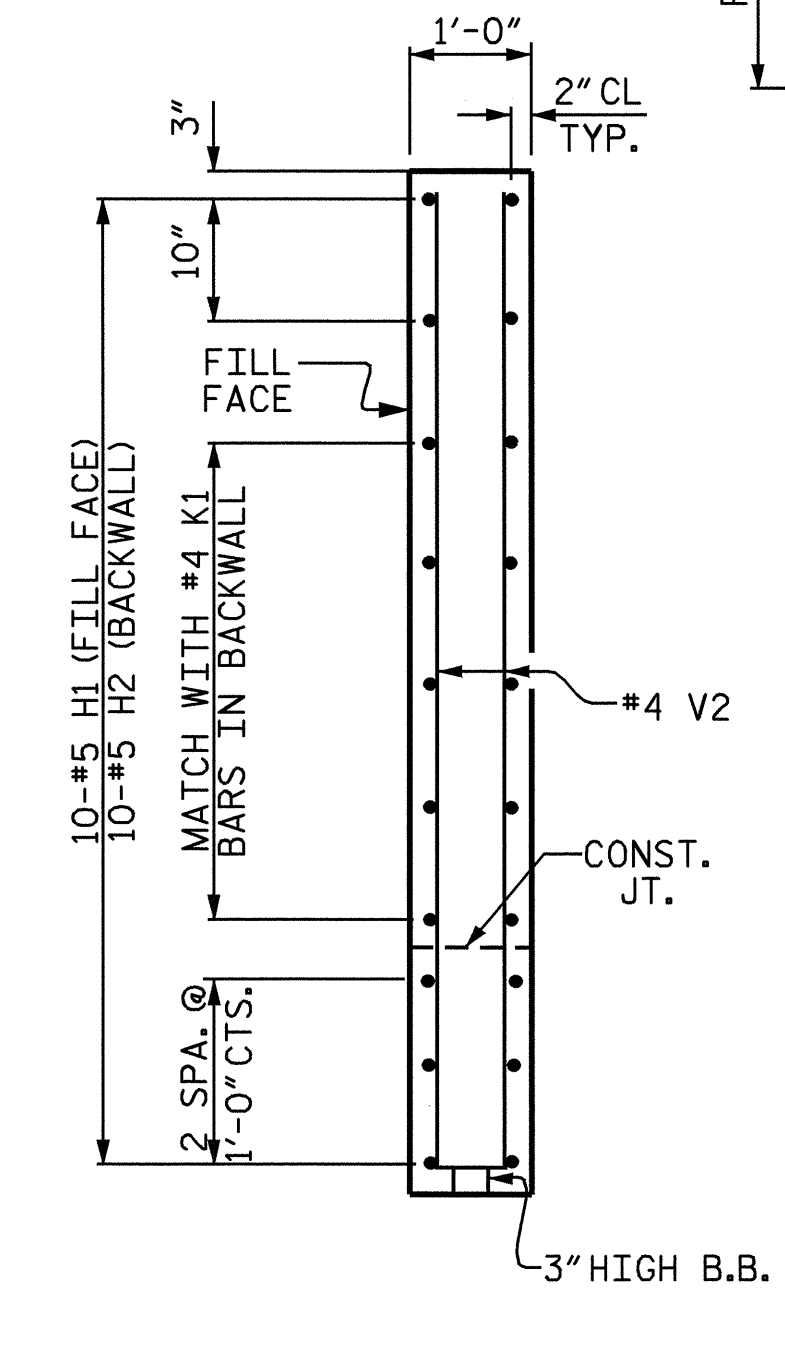 1'-0"
2" CL
TYP.
3"
10"
FILL
FACE
10-#5 H1 (FILL FACE)
10-#5 H2 (BACKWALL)
MATCH WITH #4 K1
BARS IN BACKWALL
#4 V2
CONST.
JT.
2 SPA. @
1'-0" CTS.
3" HIGH B.B.